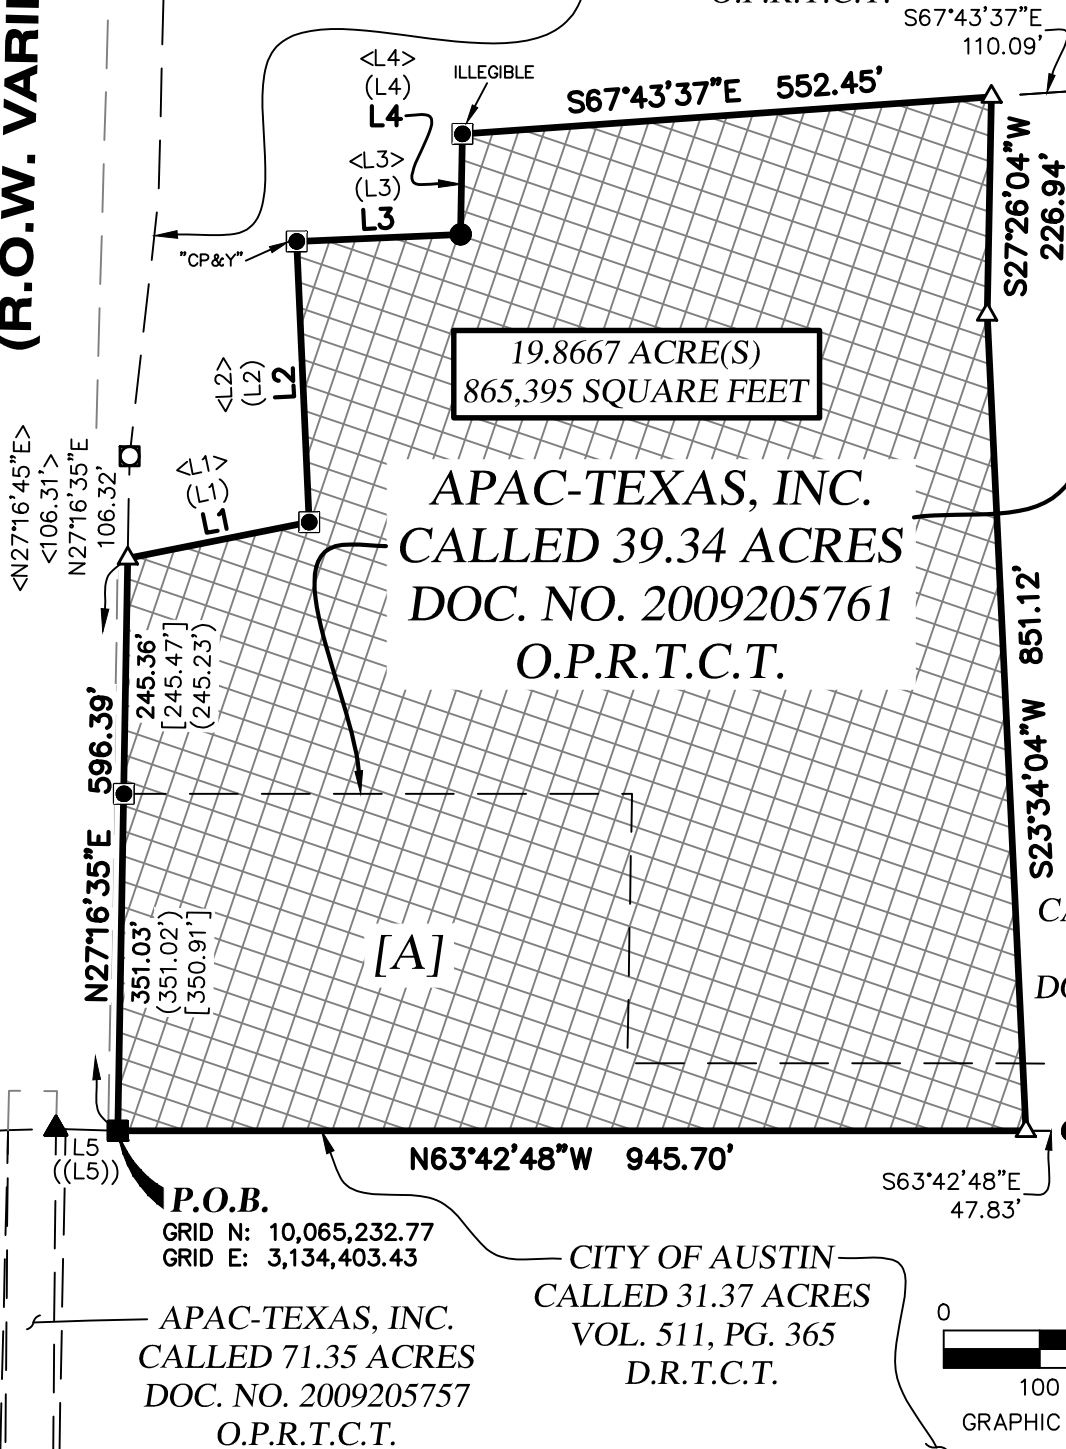 O.P.R.T.C.T.
S67°43'37"E
110.09'
(R.O.W. VARIE
<L4>
(L4)
L4
ILLEGIBLE
S67°43'37"E 552.45'
<L3>
(L3)
L3
"CP&Y"
S27°26'04"W
226.94'
19.8667 ACRE(S)
865,395 SQUARE FEET
<L2>
(L2)
L2
<N27°16'45"E>
<106.31'>
N27°16'35"E
106.32'
<L1>
(L1)
L1
APAC-TEXAS, INC.
CALLED 39.34 ACRES
DOC. NO. 2009205761
O.P.R.T.C.T.
S23°34'04"W 851.12'
N27°16'35"E 596.39'
245.36'
[245.47']
(245.23')
351.03'
(351.02')
[350.91']
[A]
CA
DO
L5
((L5))
N63°42'48"W 945.70'
S63°42'48"E
47.83'
P.O.B.
GRID N: 10,065,232.77
GRID E: 3,134,403.43
CITY OF AUSTIN
CALLED 31.37 ACRES
VOL. 511, PG. 365
D.R.T.C.T.
APAC-TEXAS, INC.
CALLED 71.35 ACRES
DOC. NO. 2009205757
O.P.R.T.C.T.
0
100
GRAPHIC